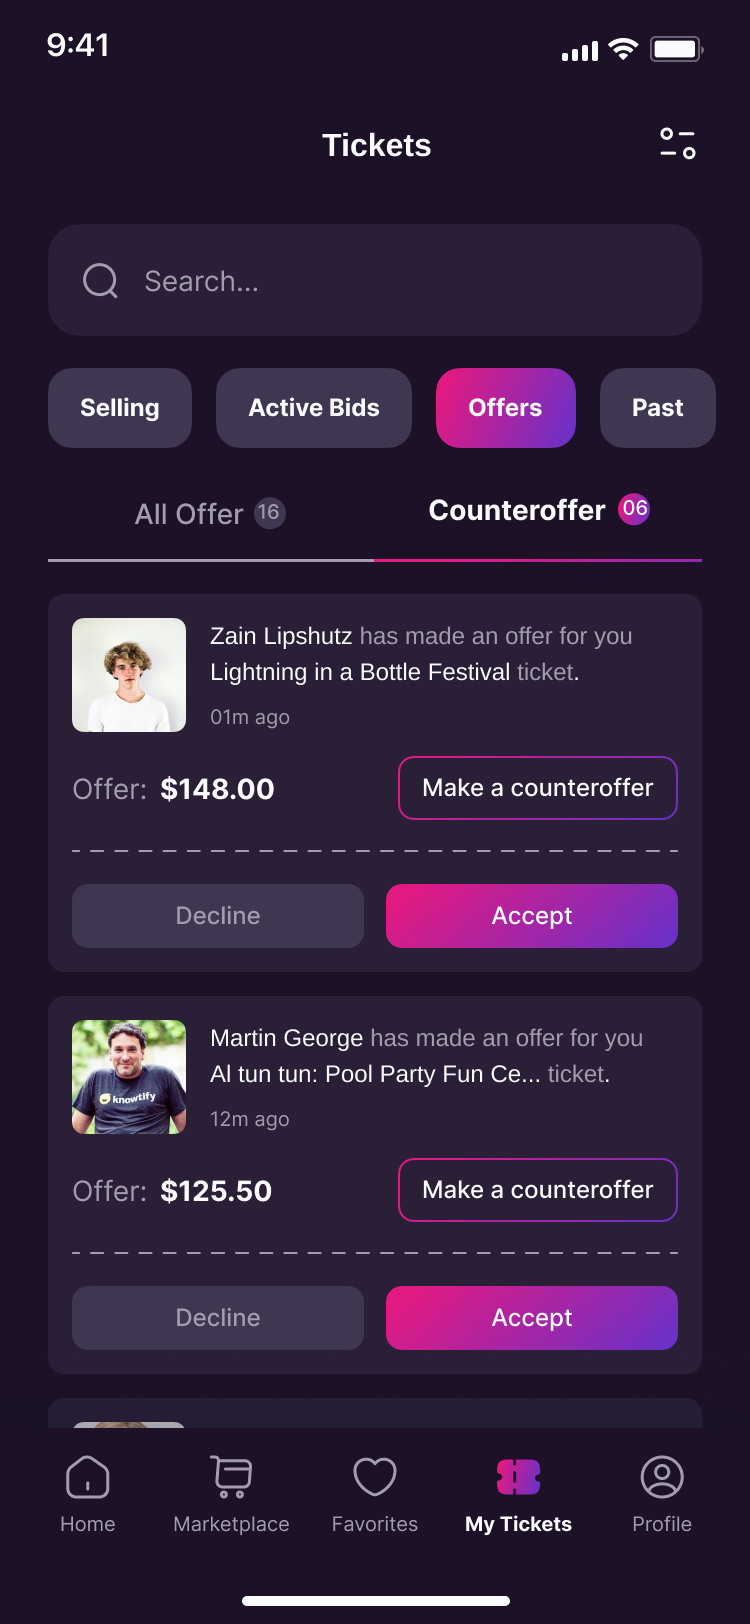 9:41
Tickets
Search...
Selling
Active Bids
Offers
Past
All Offer 16
Counteroffer 06
Zain Lipshutz has made an offer for you
Lightning in a Bottle Festival ticket.
01m ago
Offer: $148.00
Make a counteroffer
Decline
Accept
Martin George has made an offer for you
Al tun tun: Pool Party Fun Ce... ticket.
knowtify
12m ago
Offer: $125.50
Make a counteroffer
Decline
Accept
Home
Marketplace
Favorites
My Tickets
Profile